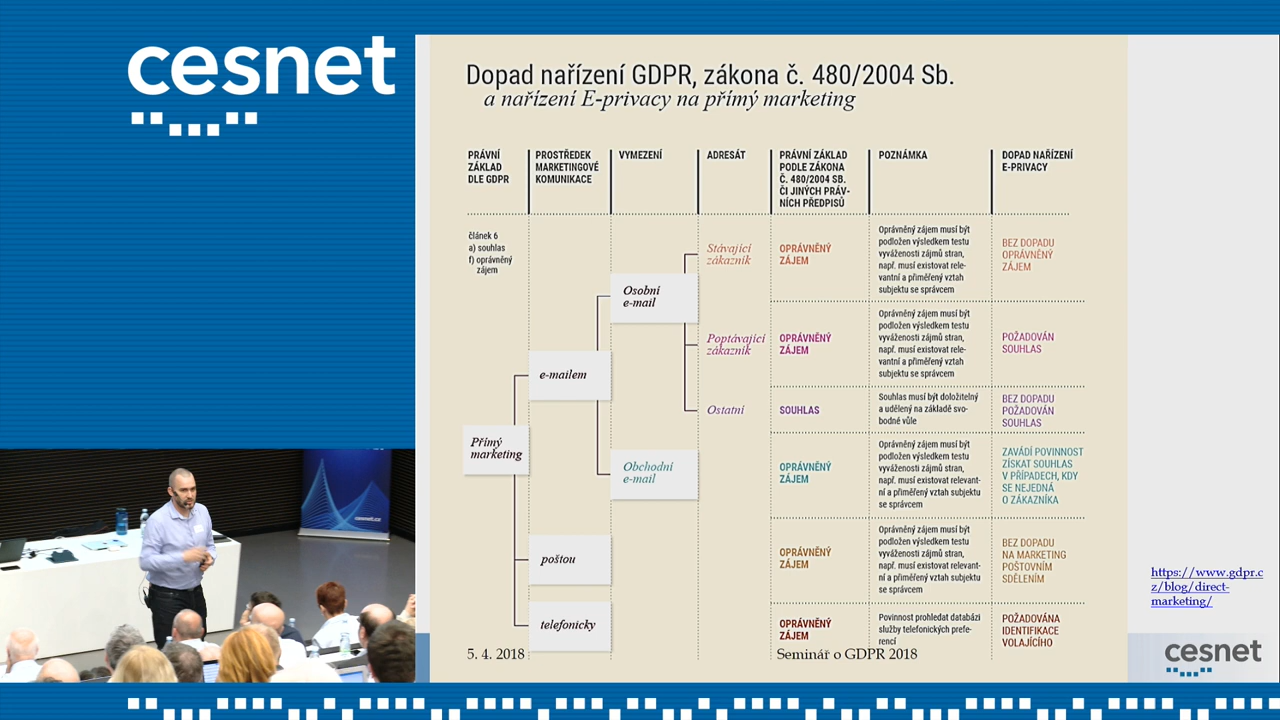 cesnet
Dopad nařízení GDPR, zákona č. 480/2004 Sb.
a nařízení E-privacy na přímý marketing
PRÁVNÍ
ZÁKLAD
DLE GDPR
PROSTŘEDEK
MARKETINGOVÉ
KOMUNIKACE
VYMEZENÍ
ADRESÁT
PRÁVNÍ ZÁKLAD
PODLE ZÁKONA
Č. 480/2004 SB.
ČI JINÝCH PRÁV-
NÍCH PŘEDPISŮ
POZNÁMKA
DOPAD NAŘÍZENÍ
E-PRIVACY
článek 6
a) souhlas
f) oprávněný
zájem
Přímý
marketing
e-mailem
Osobní
e-mail
Stávající
zákazník
OPRÁVNĚNÝ
ZÁJEM
Oprávněný zájem musí být
podložen výsledkem testu
vyváženosti zájmů stran,
např. musí existovat rele-
vantní a přiměřený vztah
subjektu se správcem
BEZ DOPADU
OPRÁVNĚNÝ
ZÁJEM
Poptávající
zákazník
OPRÁVNĚNÝ
ZÁJEM
Oprávněný zájem musí být
podložen výsledkem testu
vyváženosti zájmů stran,
např. musí existovat rele-
vantní a přiměřený vztah
subjektu se správcem
POŽADOVÁN
SOUHLAS
Ostatní
SOUHLAS
Souhlas musí být doložitelný
a udělený na základě svo-
bodné vůle
BEZ DOPADU
POŽADOVÁN
SOUHLAS
Obchodní
e-mail
OPRÁVNĚNÝ
ZÁJEM
Oprávněný zájem musí být
podložen výsledkem testu
vyváženosti zájmů stran,
např. musí existovat relevant-
ní a přiměřený vztah subjektu
se správcem
ZAVÁDÍ POVINNOST
ZÍSKAT SOUHLAS
V PŘÍPADECH, KDY
SE NEJEDNÁ
O ZÁKAZNÍKA
poštou
OPRÁVNĚNÝ
ZÁJEM
Oprávněný zájem musí být
podložen výsledkem testu
vyváženosti zájmů stran,
např. musí existovat relevant-
ní a přiměřený vztah subjektu
se správcem
BEZ DOPADU
NA MARKETING
POŠTOVNÍM
SDĚLENÍM
telefonicky
OPRÁVNĚNÝ
ZÁJEM
Povinnost prohledat databázi
služby telefonických prefe-
rencí
POŽADOVÁNA
IDENTIFIKACE
VOLAJÍCÍHO
5. 4. 2018
Seminář o GDPR 2018
https://www.gdpr.c
z/blog/direct-
marketing/
cesnet